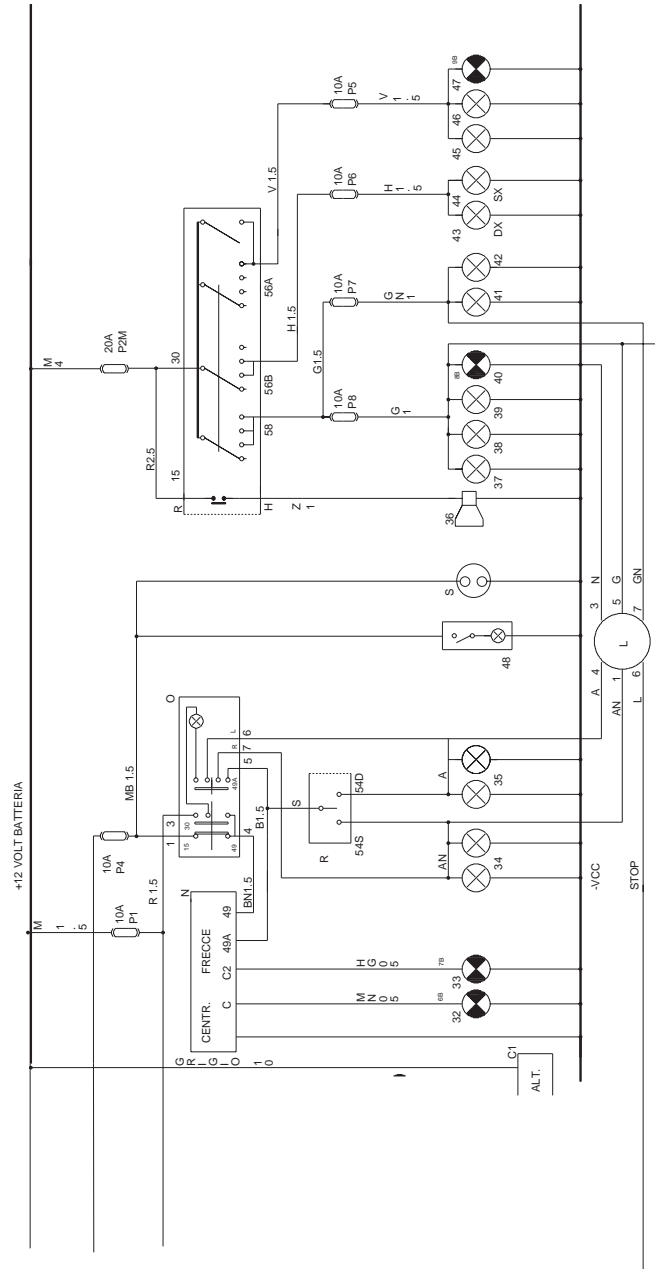 +12 VOLT BATTERIA
M
1
.
5
10A
P1
10A
P4
M
4
20A
P2M
R 1.5
MB 1.5
R2.5
G
R
I
G
I
O
1
0
CENTR.
FRECCE
N
C
C2
49A
49
BN1.5
B1.5
O
1
3
15
30
49
49A
4
5
7
6
R
L
R
15
30
H
58
56B
56A
Z
1
G1.5
H 1.5
V 1.5
S
R
54S
54D
10A
P8
10A
P7
10A
P6
10A
P5
G
1
G
N
1
H
1
.
5
V
1
.
5
M
N
0
5
H
G
0
5
AN
A
C1
ALT.
6B
32
7B
33
34
35
48
S
36
37
38
39
8B
40
41
42
43
DX
44
SX
45
46
9B
47
-VCC
STOP
A
4
AN
1
L
6
L
3
N
5
G
7
GN